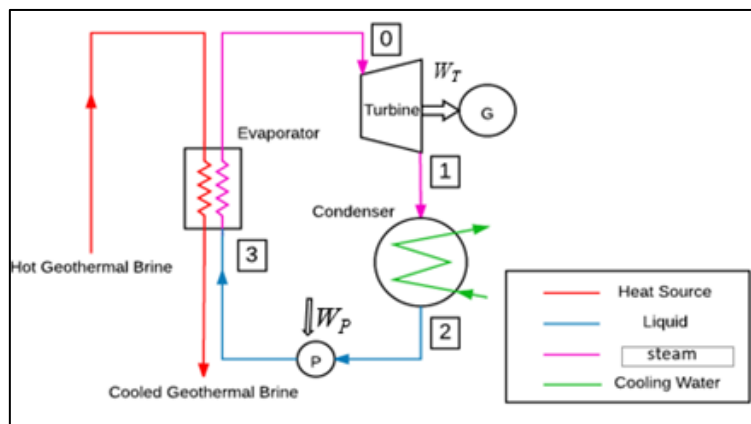 0
W_T
Turbine
G
Evaporator
1
Condenser
3
Hot Geothermal Brine
W_P
2
P
Cooled Geothermal Brine
Heat Source
Liquid
steam
Cooling Water